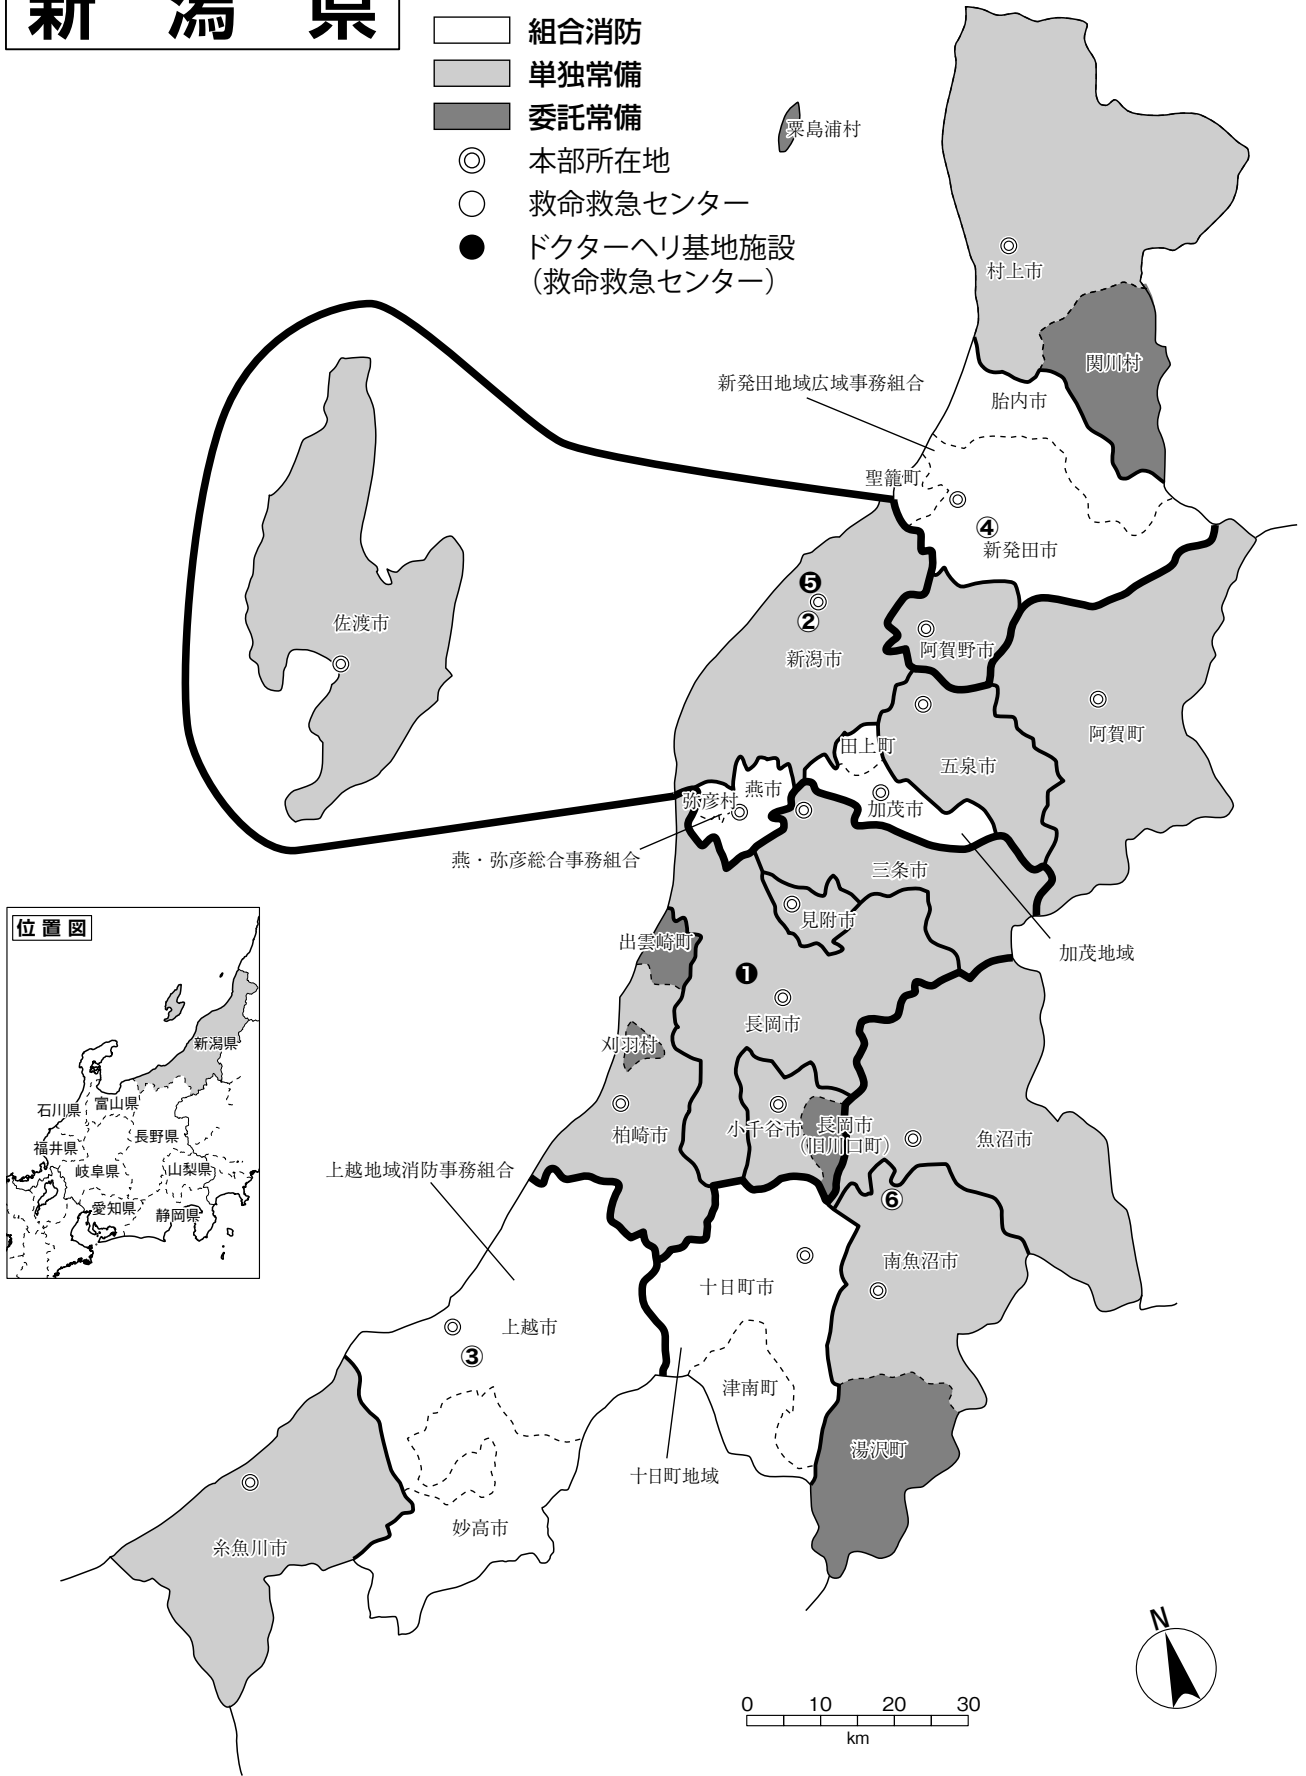 新潟県
組合消防
単独常備
委託常備
本部所在地
救命救急センター
ドクターヘリ基地施設
（救命救急センター）
粟島浦村
村上市
関川村
新発田地域広域事務組合
胎内市
聖籠町
④
新発田市
⑤
②
新潟市
阿賀野市
佐渡市
阿賀町
田上町
五泉市
弥彦村
燕市
加茂市
燕・弥彦総合事務組合
三条市
見附市
加茂地域
出雲崎町
❶
長岡市
刈羽村
柏崎市
小千谷市
長岡市
（旧川口町）
魚沼市
上越地域消防事務組合
⑥
南魚沼市
十日町市
上越市
③
津南町
湯沢町
十日町地域
妙高市
糸魚川市
位置図
新潟県
石川県
富山県
福井県
長野県
岐阜県
山梨県
愛知県
静岡県
N
0 10 20 30
km